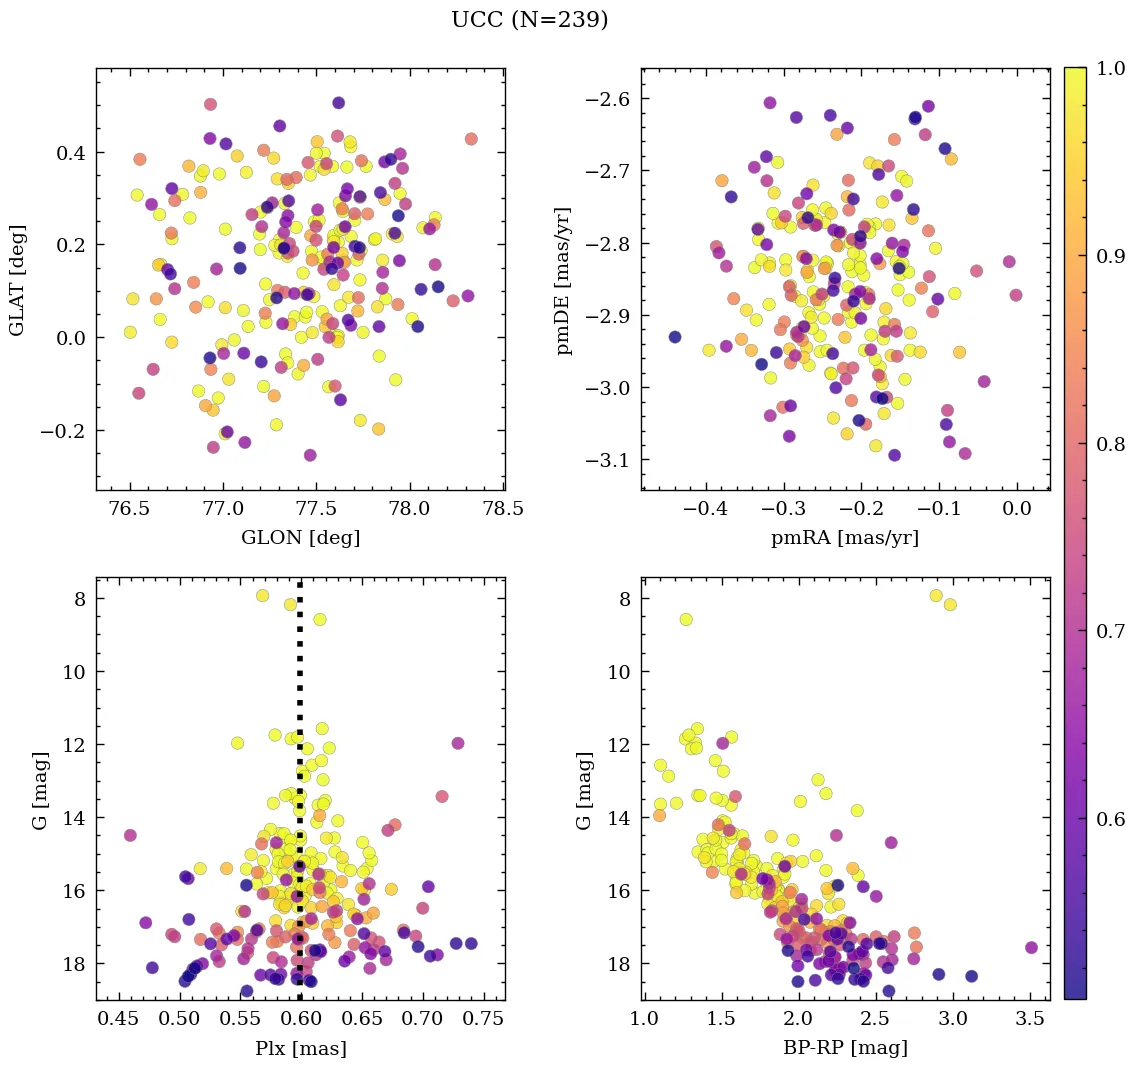 UCC (N=239)
0.4
0.2
0.0
−0.2
GLAT [deg]
76.5 77.0 77.5 78.0 78.5
GLON [deg]
−2.6
−2.7
−2.8
−2.9
−3.0
−3.1
pmDE [mas/yr]
−0.4 −0.3 −0.2 −0.1 0.0
pmRA [mas/yr]
8
10
12
14
16
18
G [mag]
0.45 0.50 0.55 0.60 0.65 0.70 0.75
Plx [mas]
8
10
12
14
16
18
G [mag]
1.0 1.5 2.0 2.5 3.0 3.5
BP-RP [mag]
1.0
0.9
0.8
0.7
0.6